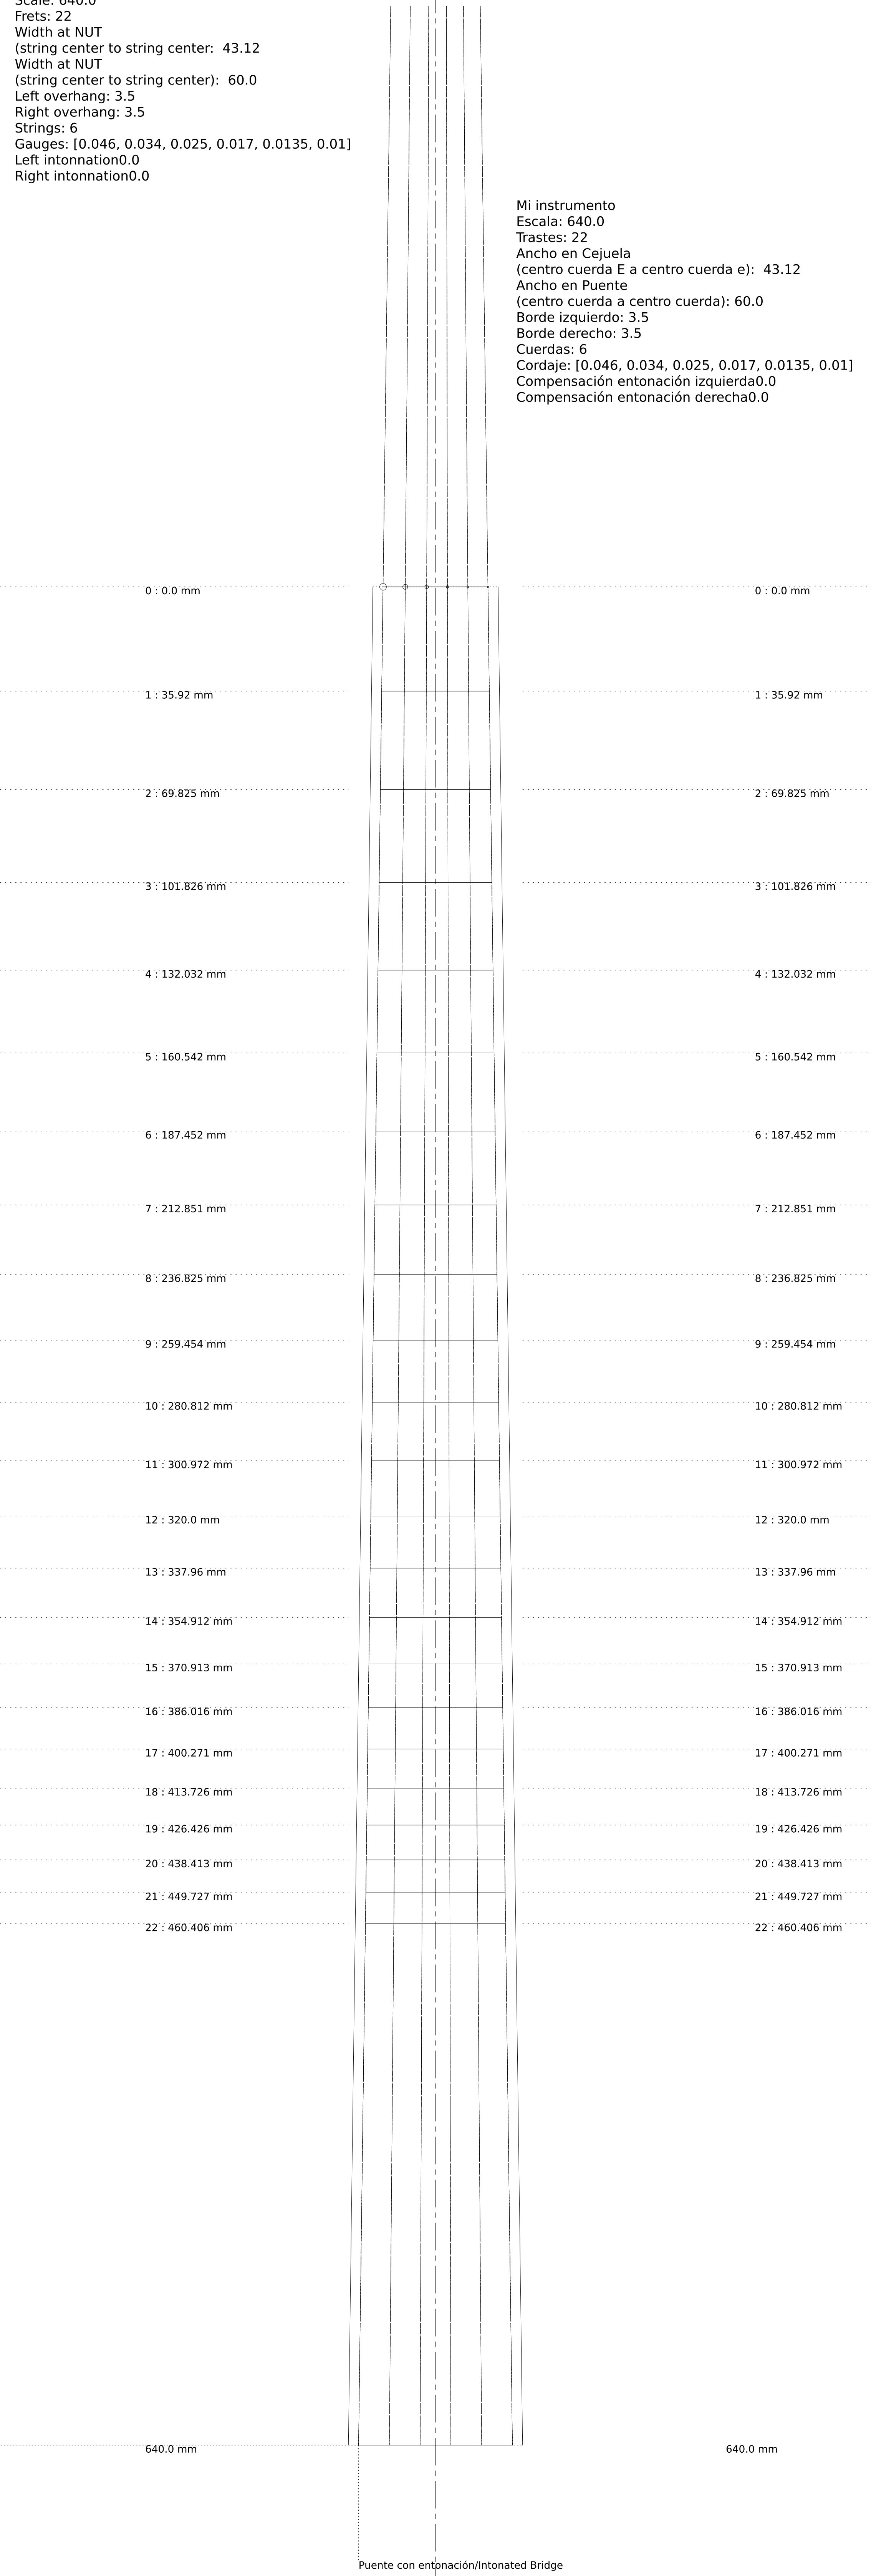 Scale: 640.0
Frets: 22
Width at NUT
(string center to string center:  43.12
Width at NUT
(string center to string center):  60.0
Left overhang: 3.5
Right overhang: 3.5
Strings: 6
Gauges: [0.046, 0.034, 0.025, 0.017, 0.0135, 0.01]
Left intonnation0.0
Right intonnation0.0
Mi instrumento
Escala: 640.0
Trastes: 22
Ancho en Cejuela
(centro cuerda E a centro cuerda e):  43.12
Ancho en Puente
(centro cuerda a centro cuerda): 60.0
Borde izquierdo: 3.5
Borde derecho: 3.5
Cuerdas: 6
Cordaje: [0.046, 0.034, 0.025, 0.017, 0.0135, 0.01]
Compensación entonación izquierda0.0
Compensación entonación derecha0.0
0 : 0.0 mm
0 : 0.0 mm
1 : 35.92 mm
1 : 35.92 mm
2 : 69.825 mm
2 : 69.825 mm
3 : 101.826 mm
3 : 101.826 mm
4 : 132.032 mm
4 : 132.032 mm
5 : 160.542 mm
5 : 160.542 mm
6 : 187.452 mm
6 : 187.452 mm
7 : 212.851 mm
7 : 212.851 mm
8 : 236.825 mm
8 : 236.825 mm
9 : 259.454 mm
9 : 259.454 mm
10 : 280.812 mm
10 : 280.812 mm
11 : 300.972 mm
11 : 300.972 mm
12 : 320.0 mm
12 : 320.0 mm
13 : 337.96 mm
13 : 337.96 mm
14 : 354.912 mm
14 : 354.912 mm
15 : 370.913 mm
15 : 370.913 mm
16 : 386.016 mm
16 : 386.016 mm
17 : 400.271 mm
17 : 400.271 mm
18 : 413.726 mm
18 : 413.726 mm
19 : 426.426 mm
19 : 426.426 mm
20 : 438.413 mm
20 : 438.413 mm
21 : 449.727 mm
21 : 449.727 mm
22 : 460.406 mm
22 : 460.406 mm
640.0 mm
640.0 mm
Puente con entonación/Intonated Bridge